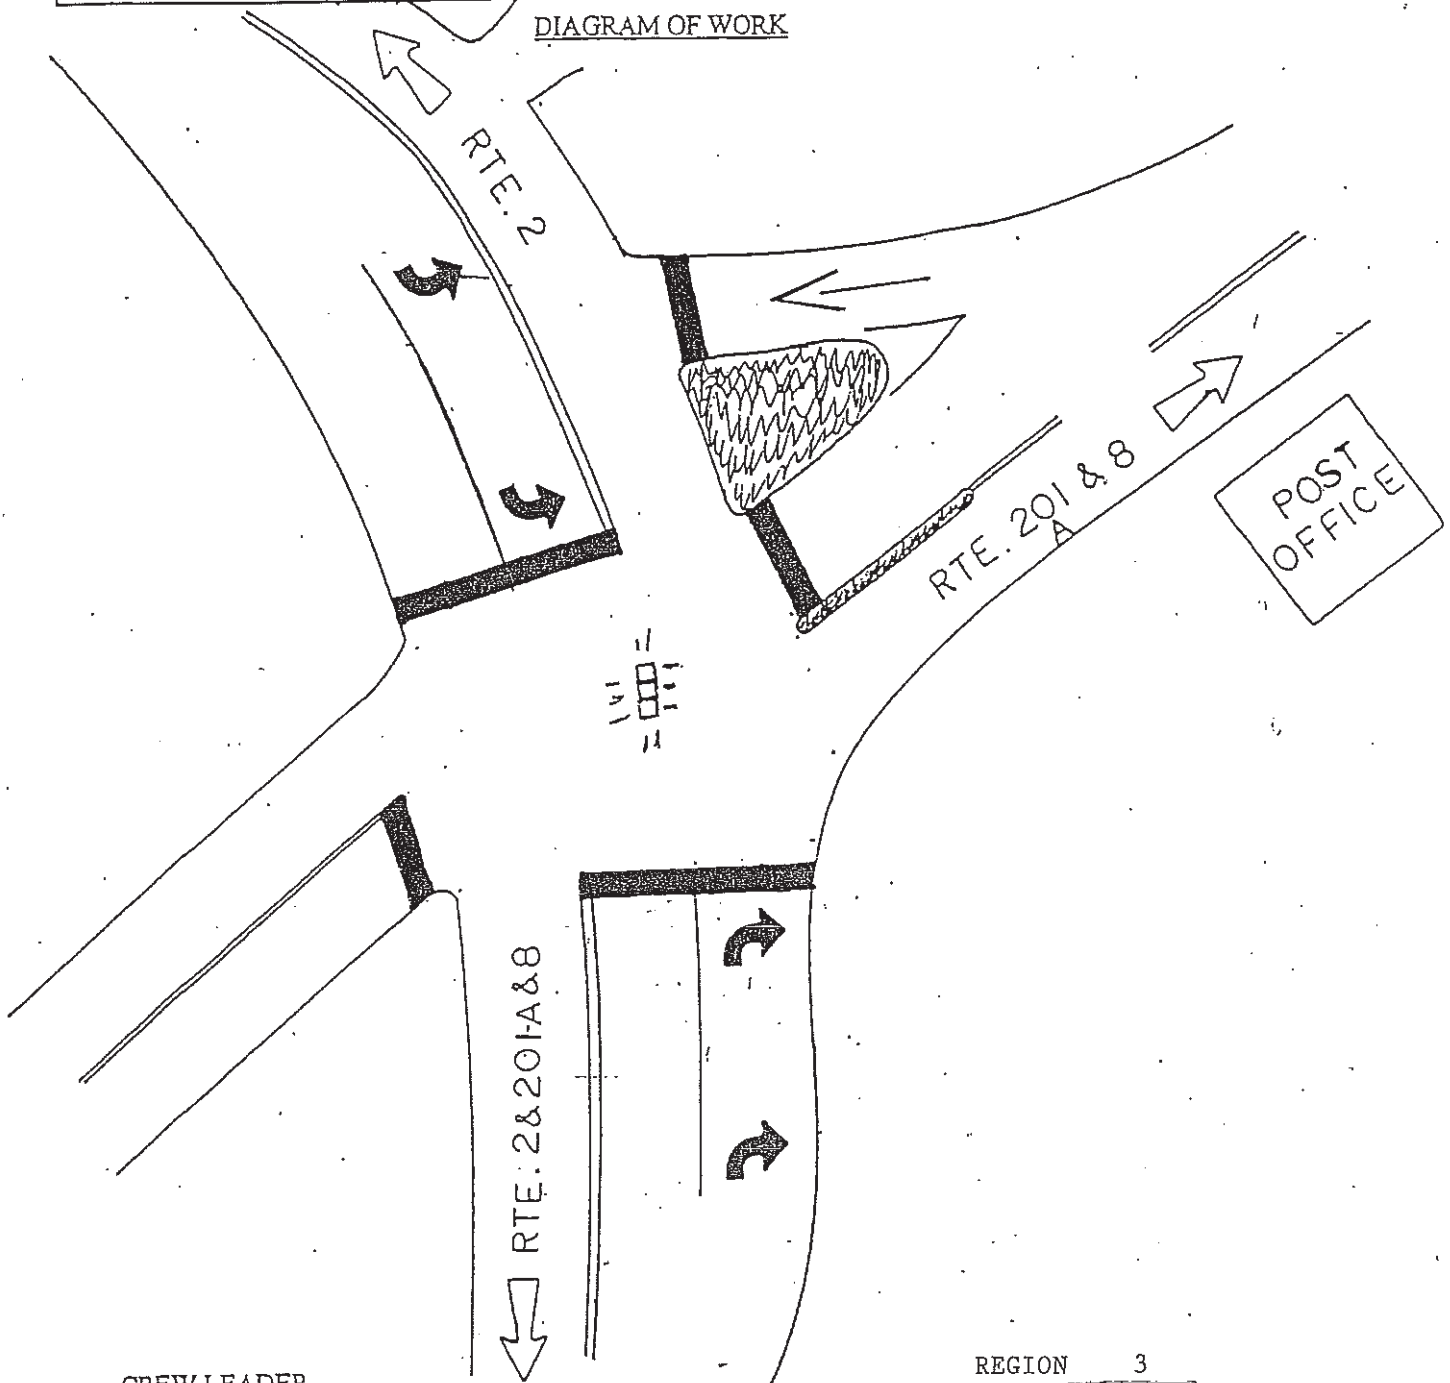 DIAGRAM OF WORK
RTE. 2
RTE. 201 & 8
A
POST
OFFICE
RTE. 2&201-A&8
REGION 3
CREW LEADER